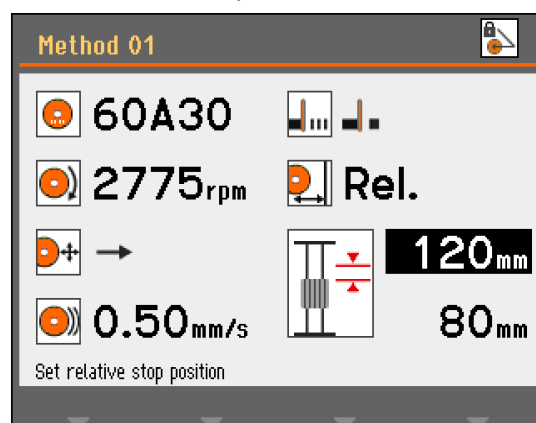 Method 01
60A30
2775rpm
Rel.
120mm
0.50mm/s
80mm
Set relative stop position